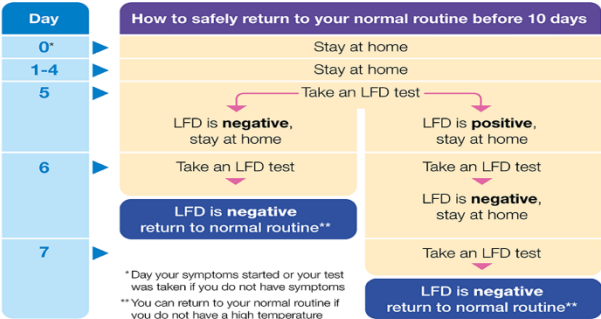 Day
How to safely return to your normal routine before 10 days
0*
Stay at home
1-4
Stay at home
5
Take an LFD test
LFD is negative,
stay at home
LFD is positive,
stay at home
6
Take an LFD test
Take an LFD test
LFD is negative
return to normal routine**
LFD is negative,
stay at home
7
Take an LFD test
LFD is negative
return to normal routine**
* Day your symptoms started or your test
was taken if you do not have symptoms
** You can return to your normal routine if
you do not have a high temperature